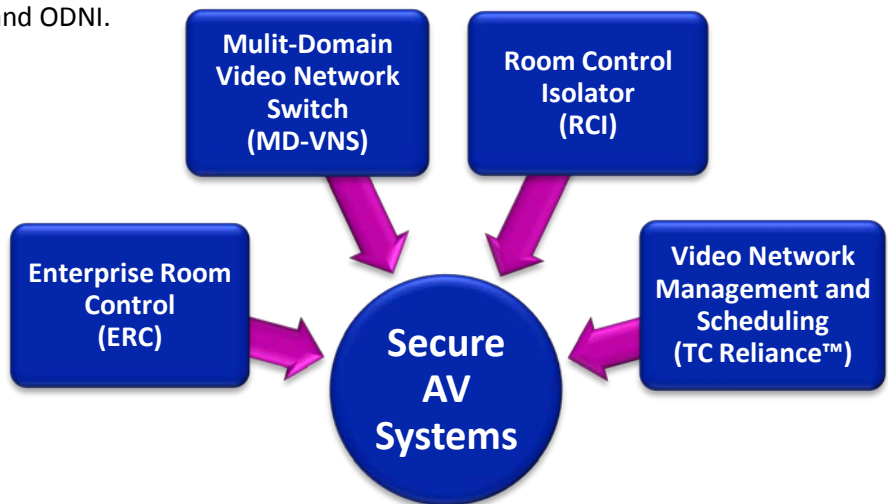 and ODNI.
Mulit-Domain
Video Network
Switch
(MD-VNS)
Room Control
Isolator
(RCI)
Enterprise Room
Control
(ERC)
Video Network
Management and
Scheduling
(TC Reliance™)
Secure
AV
Systems